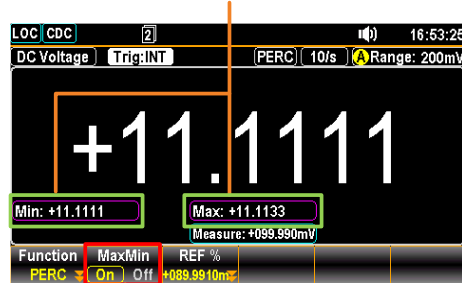 LOC CDC 2 16:53:25
DC Voltage Trig:INT PERC 10/s A Range: 200mV
+11.1111
Min: +11.1111 Max: +11.1133
Measure: +099.990mV
Function MaxMin REF %
PERC On Off +089.9910m